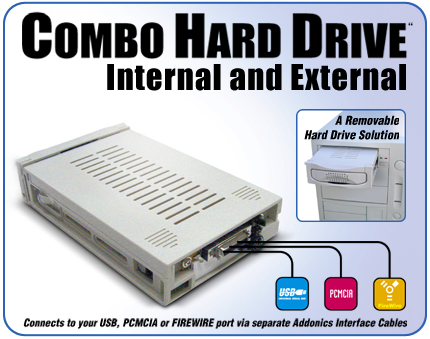 COMBO HARD DRIVE
Internal and External
A Removable
Hard Drive Solution
USB
PCMCIA
FireWire
Connects to your USB, PCMCIA or FIREWIRE port via separate Addonics Interface Cables